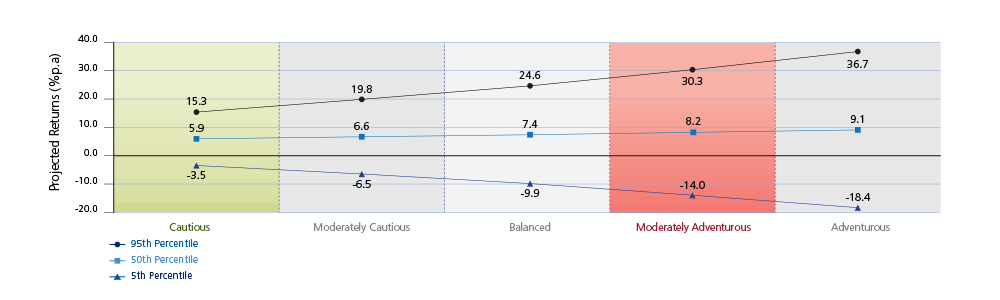 Projected Returns (%p.a)
40.0
30.0
20.0
10.0
0.0
-10.0
-20.0
15.3
19.8
24.6
30.3
36.7
5.9
6.6
7.4
8.2
9.1
-3.5
-6.5
-9.9
-14.0
-18.4
Cautious
Moderately Cautious
Balanced
Moderately Adventurous
Adventurous
95th Percentile
50th Percentile
5th Percentile